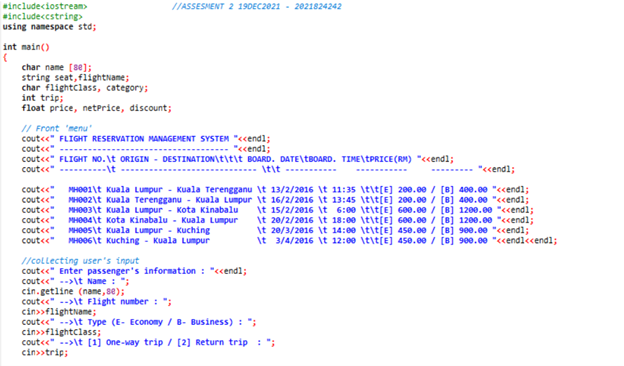 #include<iostream> //ASSESMENT 2 19DEC2021 - 2021824242
#include<cstring>
using namespace std;
int main()
{
char name [80];
string seat,flightName;
char flightClass, category;
int trip;
float price, netPrice, discount;
// Front 'menu'
cout<<" FLIGHT RESERVATION MANAGEMENT SYSTEM "<<endl;
cout<<" ----------------------------------- "<<endl;
cout<<" FLIGHT NO.\t ORIGIN - DESTINATION\t\t\t BOARD. DATE\tBOARD. TIME\tPRICE(RM) "<<endl;
cout<<" ----------\t ---------------------------- \t\t ----------- ----------- --------- "<<endl;
cout<<" MH001\t Kuala Lumpur - Kuala Terengganu \t 13/2/2016 \t 11:35 \t\t[E] 200.00 / [B] 400.00 "<<endl;
cout<<" MH002\t Kuala Terengganu - Kuala Lumpur \t 16/2/2016 \t 13:45 \t\t[E] 200.00 / [B] 400.00 "<<endl;
cout<<" MH003\t Kuala Lumpur - Kota Kinabalu \t 15/2/2016 \t 6:00 \t\t[E] 600.00 / [B] 1200.00 "<<endl;
cout<<" MH004\t Kota Kinabalu - Kuala Lumpur \t 20/2/2016 \t 18:00 \t\t[E] 600.00 / [B] 1200.00 "<<endl;
cout<<" MH005\t Kuala Lumpur - Kuching \t 20/3/2016 \t 14:00 \t\t[E] 450.00 / [B] 900.00 "<<endl;
cout<<" MH006\t Kuching - Kuala Lumpur \t 3/4/2016 \t 12:00 \t\t[E] 450.00 / [B] 900.00 "<<endl<<endl;
//collecting user's input
cout<<" Enter passenger's information : "<<endl;
cout<<" -->\t Name : ";
cin.getline (name,80);
cout<<" -->\t Flight number : ";
cin>>flightName;
cout<<" -->\t Type (E- Economy / B- Business) : ";
cin>>flightClass;
cout<<" -->\t [1] One-way trip / [2] Return trip : ";
cin>>trip;